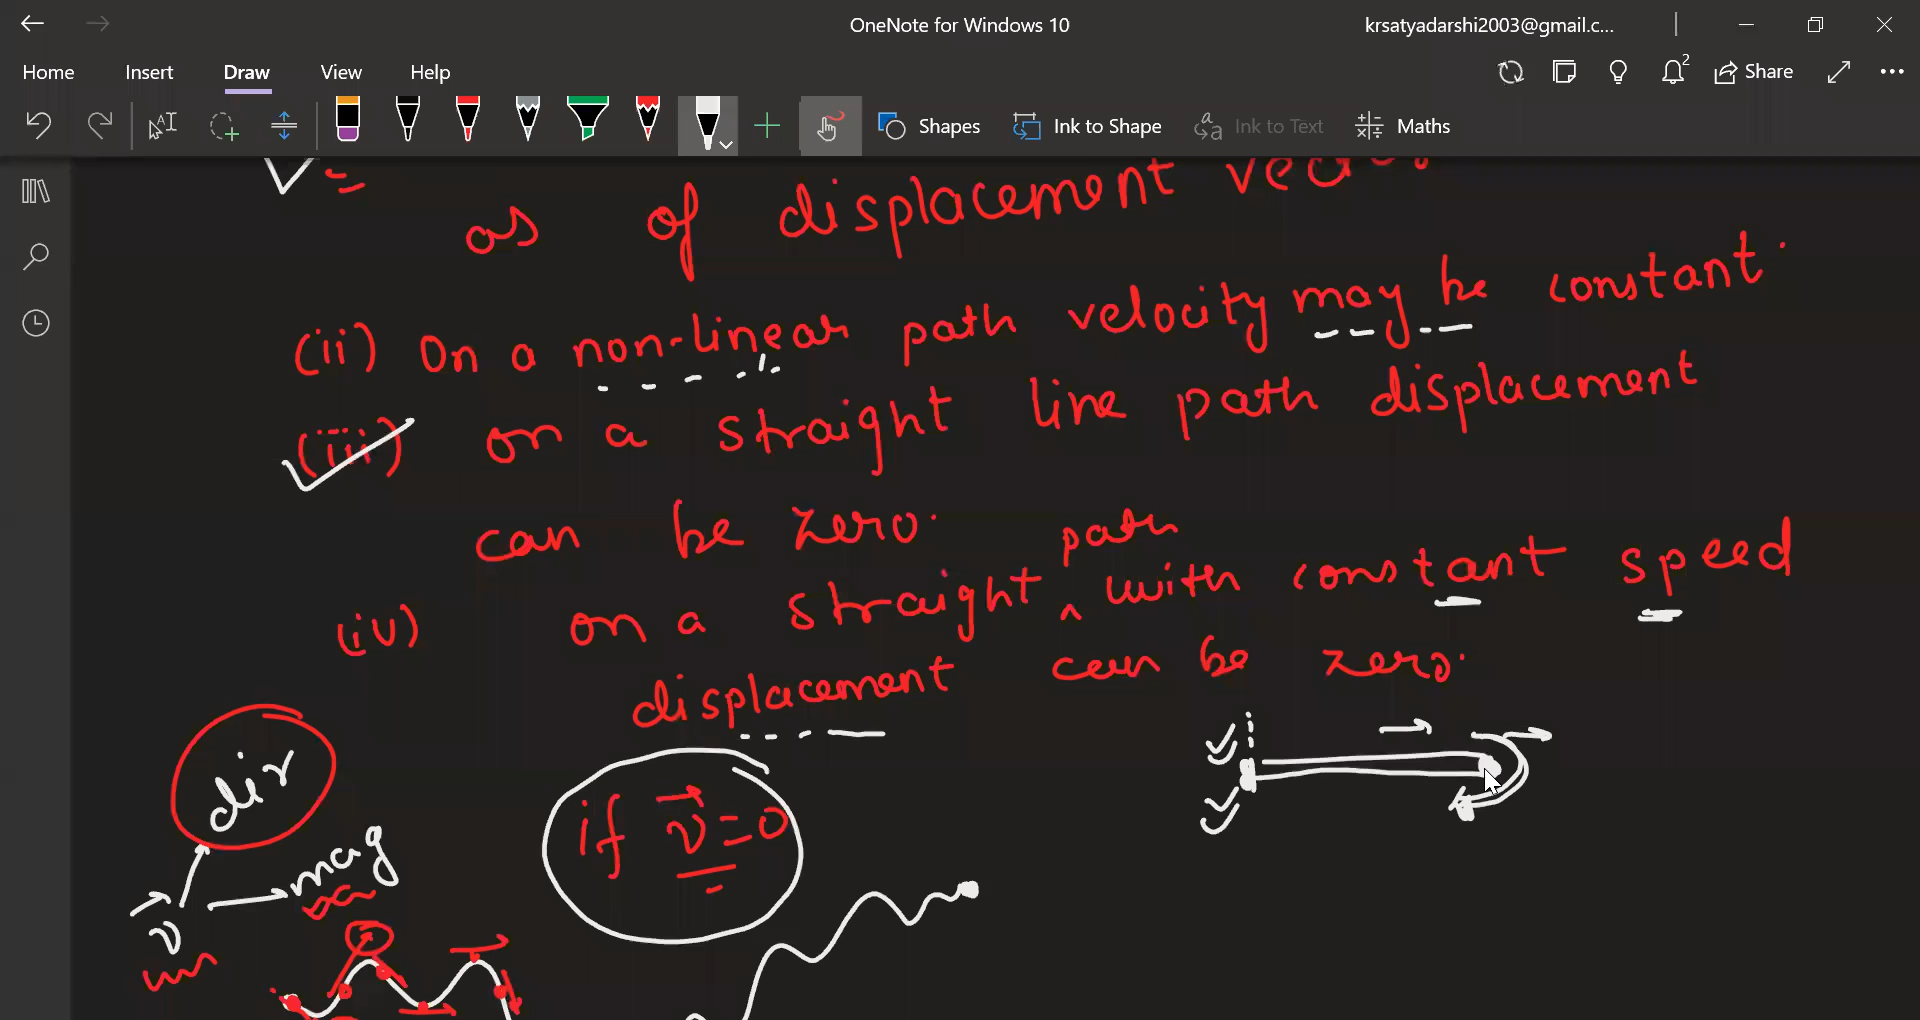 OneNote for Windows 10
krsatyadarshi2003@gmail.c...
Home Insert Draw View Help
2
Share
Shapes
Ink to Shape
Ink to Text
Maths
as of displacement
(ii) On a non-linear path velocity may be constant.
(iii) on a straight line path displacement
can be zero.
path
(iv) on a straight ^ with constant speed
displacement can be zero.
dir
if v⃗=0
mag
v⃗